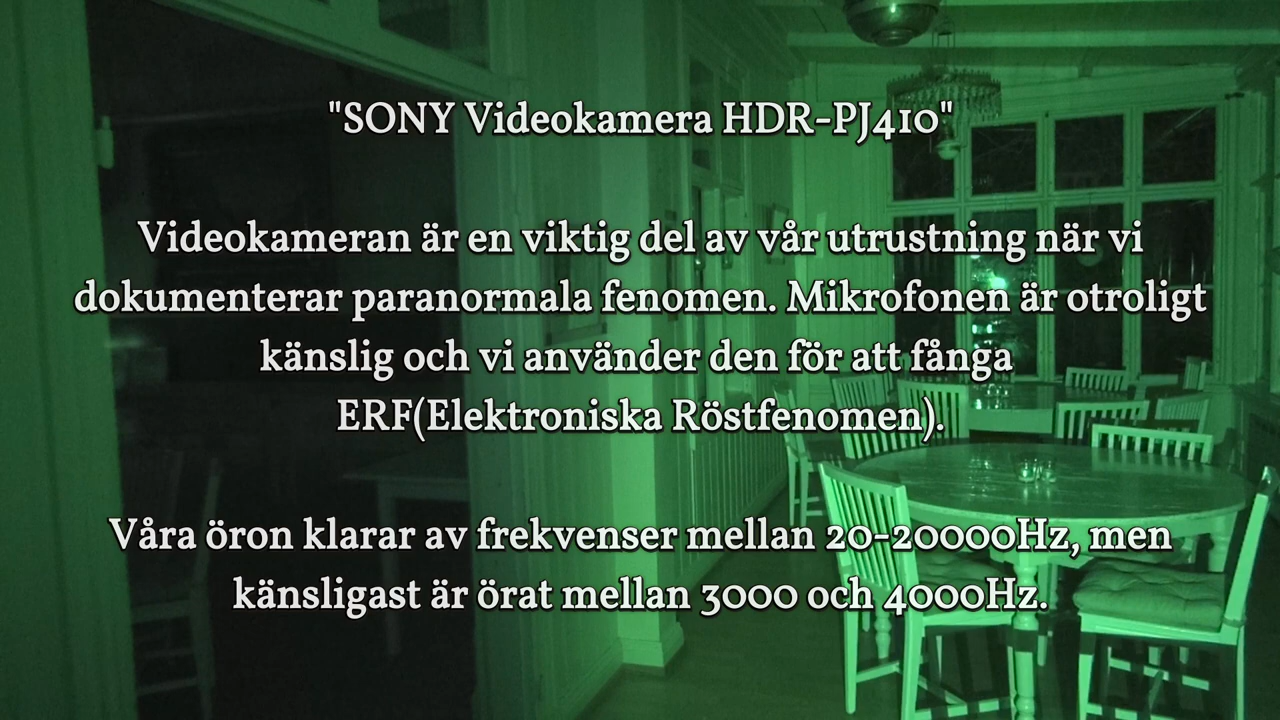 "SONY Videokamera HDR-PJ410"
Videokameran är en viktig del av vår utrustning när vi
dokumenterar paranormala fenomen. Mikrofonen är otroligt
känslig och vi använder den för att fånga
ERF(Elektroniska Röstfenomen).
Våra öron klarar av frekvenser mellan 20-20000Hz, men
känsligast är örat mellan 3000 och 4000Hz.